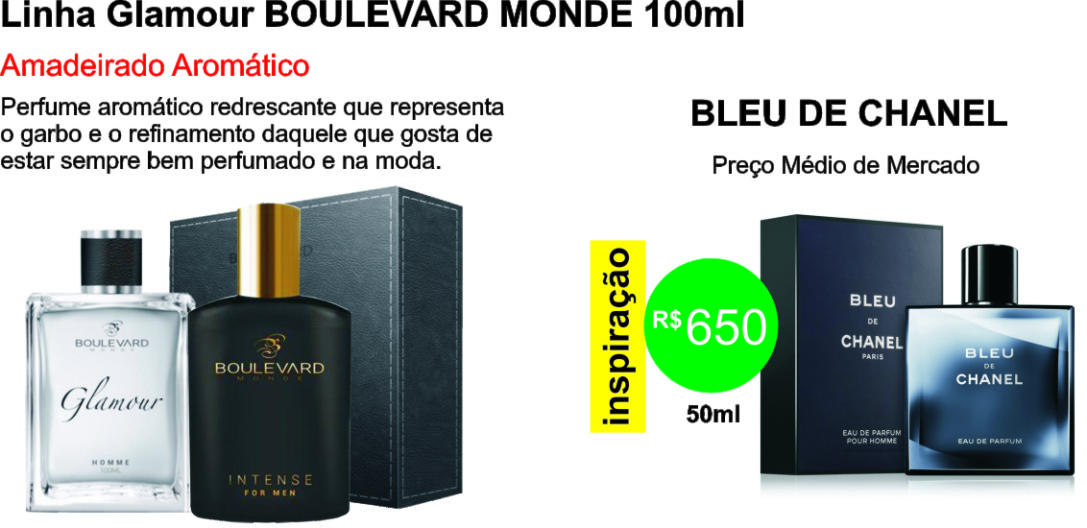 Linha Glamour BOULEVARD MONDE 100ml
Amadeirado Aromático
Perfume aromático redrescante que representa
o garbo e o refinamento daquele que gosta de
estar sempre bem perfumado e na moda.
BOULEVARD
MONDE
Glamour
HOMME
100ML
BOULEVARD
MONDE
INTENSE
FOR MEN
BLEU DE CHANEL
Preço Médio de Mercado
inspiração
R$650
50ml
BLEU
DE
CHANEL
PARIS
EAU DE PARFUM
POUR HOMME
BLEU
DE
CHANEL
EAU DE PARFUM